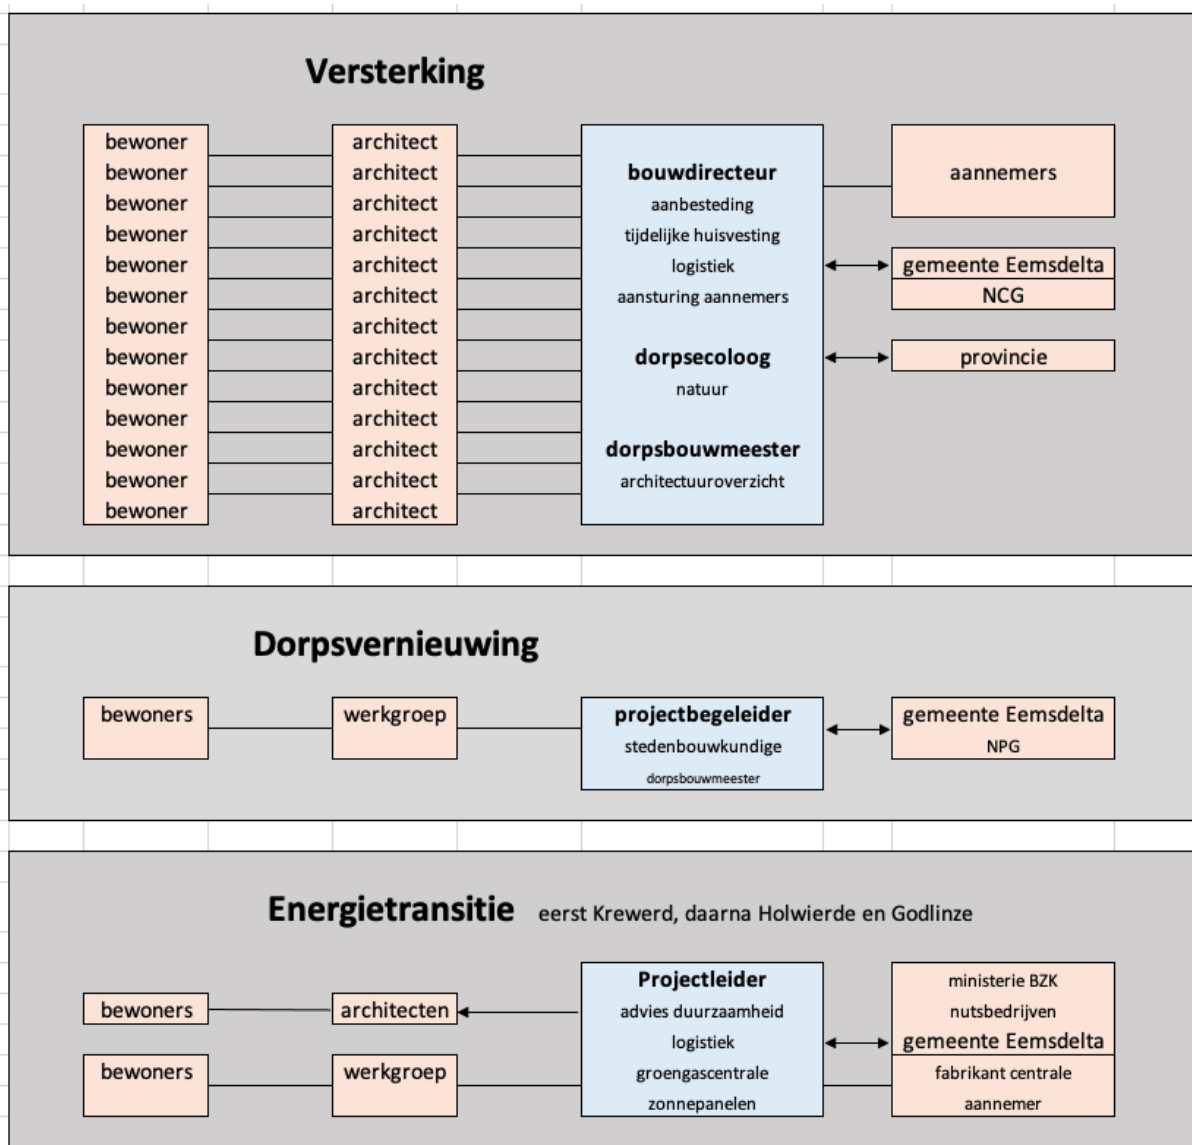 Versterking
bewoner architect
bewoner architect bouwdirecteur aannemers
bewoner architect aanbesteding
bewoner architect tijdelijke huisvesting
bewoner architect logistiek gemeente Eemsdelta
bewoner architect aansturing aannemers NCG
bewoner architect
bewoner architect dorpsecoloog provincie
bewoner architect natuur
bewoner architect
bewoner architect dorpsbouwmeester
bewoner architect architectuuroverzicht
bewoner architect
Dorpsvernieuwing
bewoners werkgroep projectbegeleider gemeente Eemsdelta
stedenbouwkundige NPG
dorpsbouwmeester
Energietransitie eerst Krewerd, daarna Holwierde en Godlinze
Projectleider ministerie BZK
bewoners architecten advies duurzaamheid nutsbedrijven
logistiek gemeente Eemsdelta
bewoners werkgroep groengascentrale fabrikant centrale
zonnepanelen aannemer